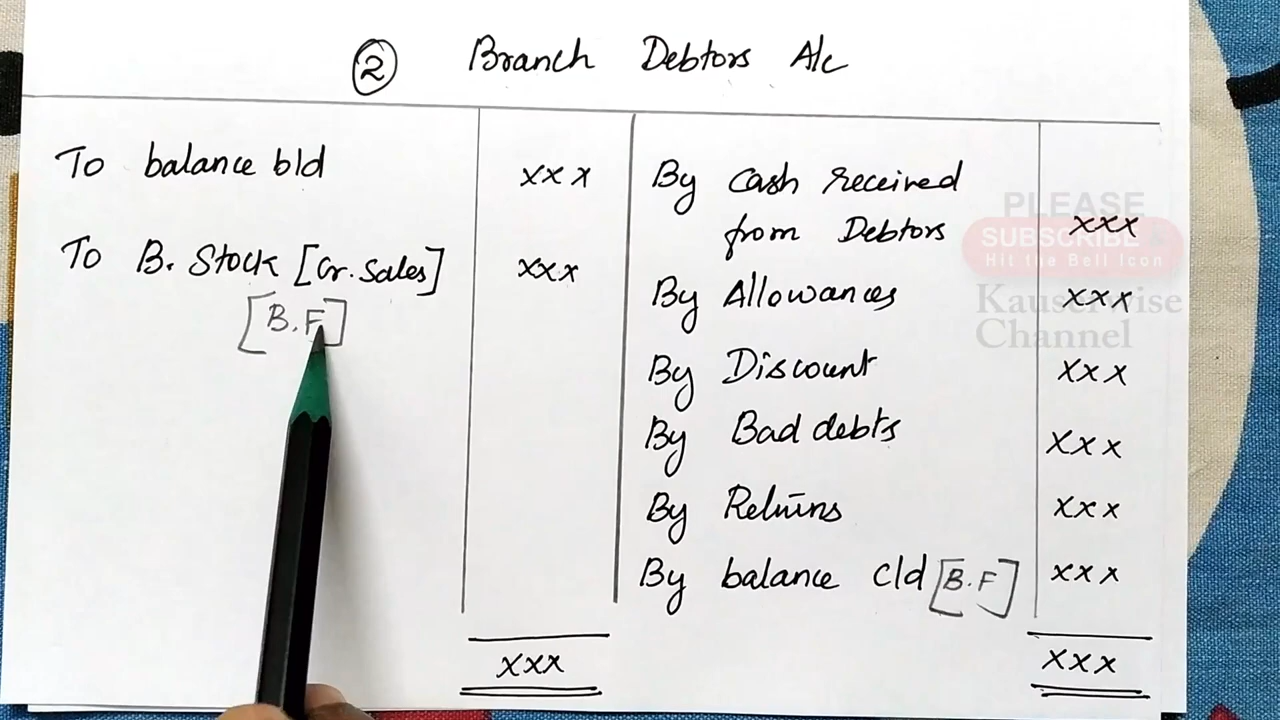 ② Branch Debtors A/c
To balance b/d xxx
To B. Stock [Cr. Sales] xxx
[B.F]
xxx
By Cash received
from Debtors xxx
By Allowances xxx
By Discount xxx
By Bad debts xxx
By Returns xxx
By balance c/d [B.F] xxx
xxx
PLEASE
SUBSCRIBE &
Hit the Bell Icon
Kauserwise
Channel